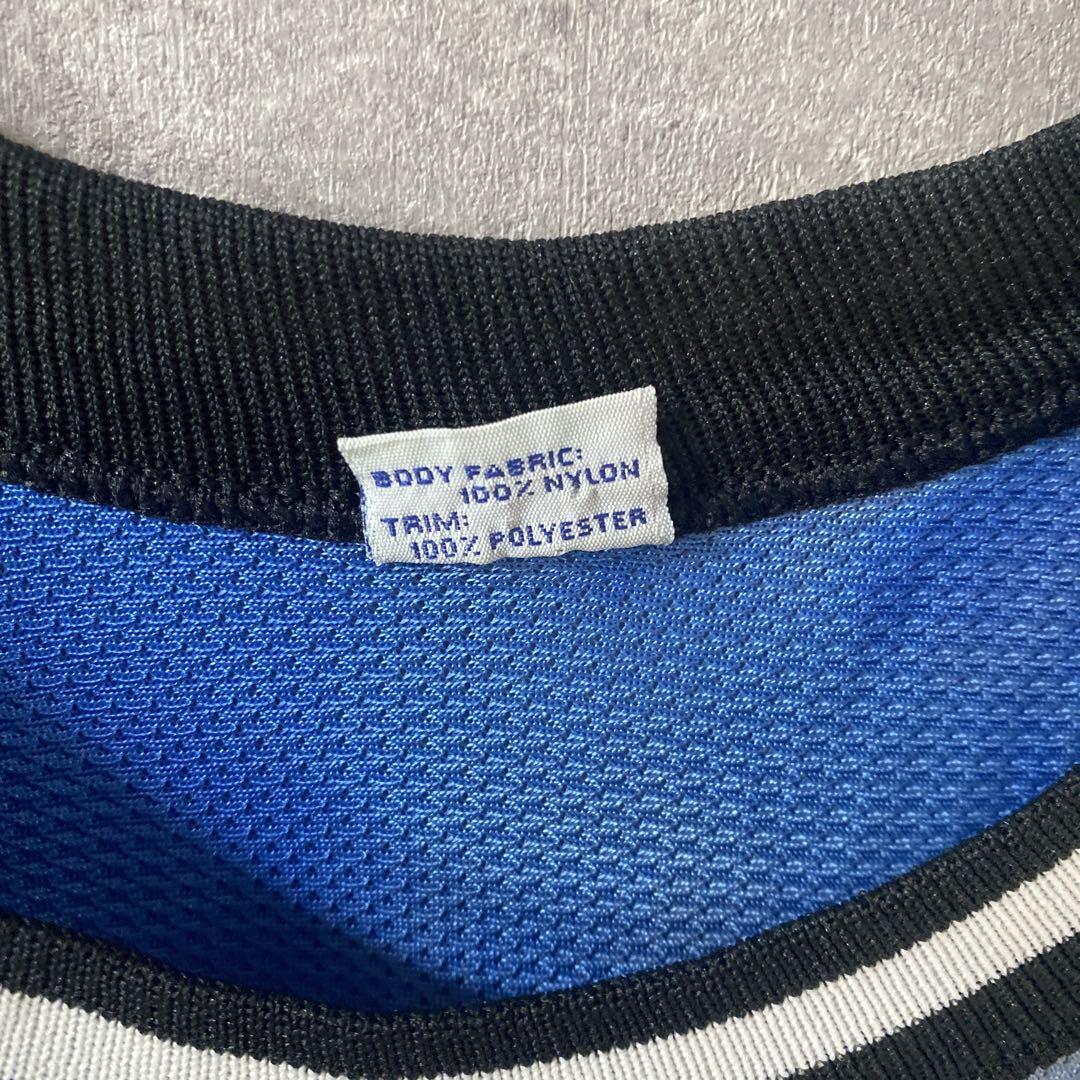 BODY FABRIC:
100% NYLON
TRIM:
100% POLYESTER